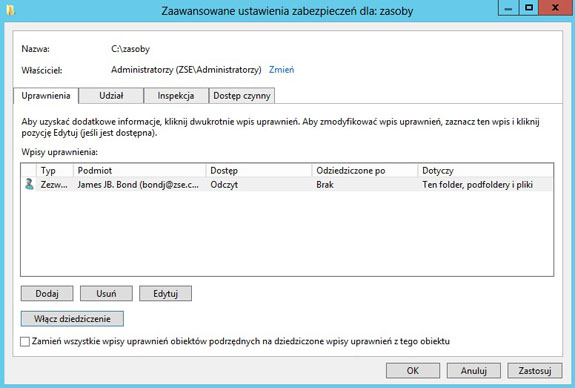 Zaawansowane ustawienia zabezpieczeń dla: zasoby
Nazwa: C:\zasoby
Właściciel: Administratorzy (ZSE\Administratorzy) Zmień
Uprawnienia Udział Inspekcja Dostęp czynny
Aby uzyskać dodatkowe informacje, kliknij dwukrotnie wpis uprawnień. Aby zmodyfikować wpis uprawnień, zaznacz ten wpis i kliknij
pozycję Edytuj (jeśli jest dostępna).
Wpisy uprawnienia:
Typ Podmiot Dostęp Odziedziczone po Dotyczy
Zezw... James JB. Bond (bondj@zse.c... Odczyt Brak Ten folder, podfoldery i pliki
Dodaj Usuń Edytuj
Włącz dziedziczenie
Zamień wszystkie wpisy uprawnień obiektów podrzędnych na dziedziczone wpisy uprawnień z tego obiektu
OK Anuluj Zastosuj